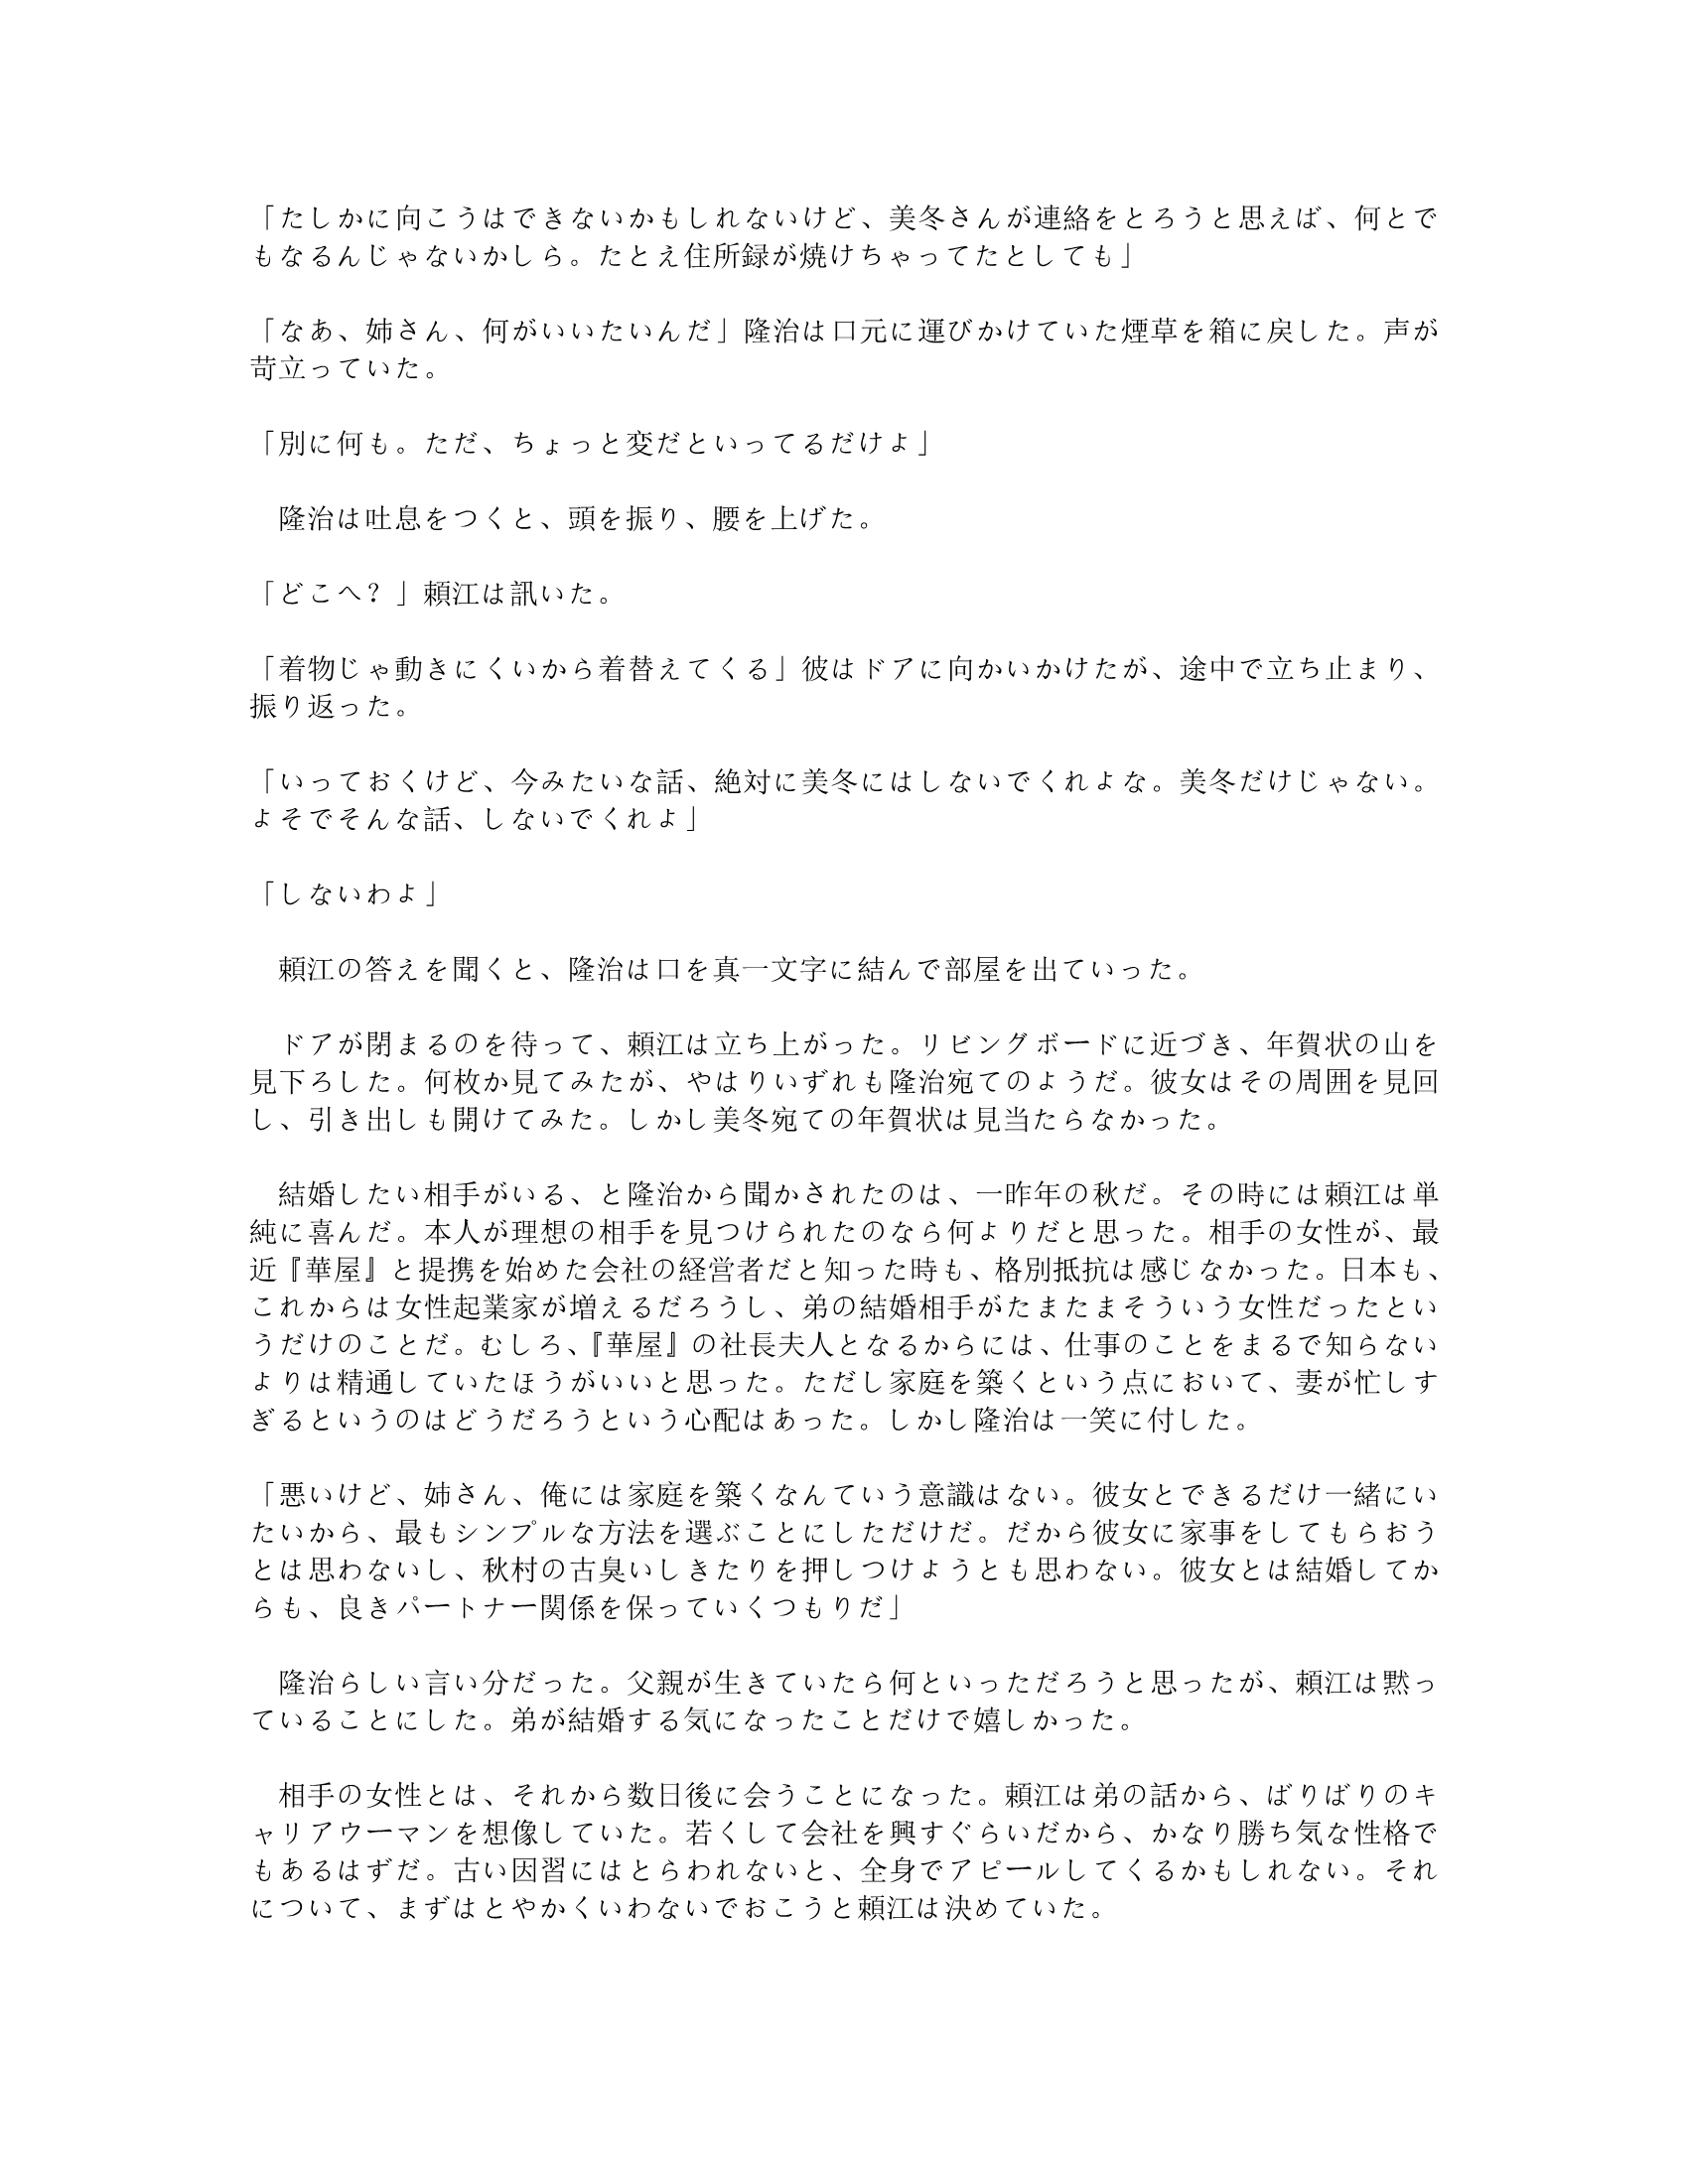 「たしかに向こうはできないかもしれないけど、美冬さんが連絡をとろうと思えば、何とで
もなるんじゃないかしら。たとえ住所録が焼けちゃってたとしても」
「なあ、姉さん、何がいいたいんだ」隆治は口元に運びかけていた煙草を箱に戻した。声が
苛立っていた。
「別に何も。ただ、ちょっと変だといってるだけよ」
　隆治は吐息をつくと、頭を振り、腰を上げた。
「どこへ？」頼江は訊いた。
「着物じゃ動きにくいから着替えてくる」彼はドアに向かいかけたが、途中で立ち止まり、
振り返った。
「いっておくけど、今みたいな話、絶対に美冬にはしないでくれよな。美冬だけじゃない。
よそでそんな話、しないでくれよ」
「しないわよ」
　頼江の答えを聞くと、隆治は口を真一文字に結んで部屋を出ていった。
　ドアが閉まるのを待って、頼江は立ち上がった。リビングボードに近づき、年賀状の山を
見下ろした。何枚か見てみたが、やはりいずれも隆治宛てのようだ。彼女はその周囲を見回
し、引き出しも開けてみた。しかし美冬宛ての年賀状は見当たらなかった。
　結婚したい相手がいる、と隆治から聞かされたのは、一昨年の秋だ。その時には頼江は単
純に喜んだ。本人が理想の相手を見つけられたのなら何よりだと思った。相手の女性が、最
近『華屋』と提携を始めた会社の経営者だと知った時も、格別抵抗は感じなかった。日本も、
これからは女性起業家が増えるだろうし、弟の結婚相手がたまたまそういう女性だったとい
うだけのことだ。むしろ、『華屋』の社長夫人となるからには、仕事のことをまるで知らない
よりは精通していたほうがいいと思った。ただし家庭を築くという点において、妻が忙しす
ぎるというのはどうだろうという心配はあった。しかし隆治は一笑に付した。
「悪いけど、姉さん、俺には家庭を築くなんていう意識はない。彼女とできるだけ一緒にい
たいから、最もシンプルな方法を選ぶことにしただけだ。だから彼女に家事をしてもらおう
とは思わないし、秋村の古臭いしきたりを押しつけようとも思わない。彼女とは結婚してか
らも、良きパートナー関係を保っていくつもりだ」
　隆治らしい言い分だった。父親が生きていたら何といっただろうと思ったが、頼江は黙っ
ていることにした。弟が結婚する気になったことだけで嬉しかった。
　相手の女性とは、それから数日後に会うことになった。頼江は弟の話から、ばりばりのキ
ャリアウーマンを想像していた。若くして会社を興すぐらいだから、かなり勝ち気な性格で
もあるはずだ。古い因習にはとらわれないと、全身でアピールしてくるかもしれない。それ
について、まずはとやかくいわないでおこうと頼江は決めていた。